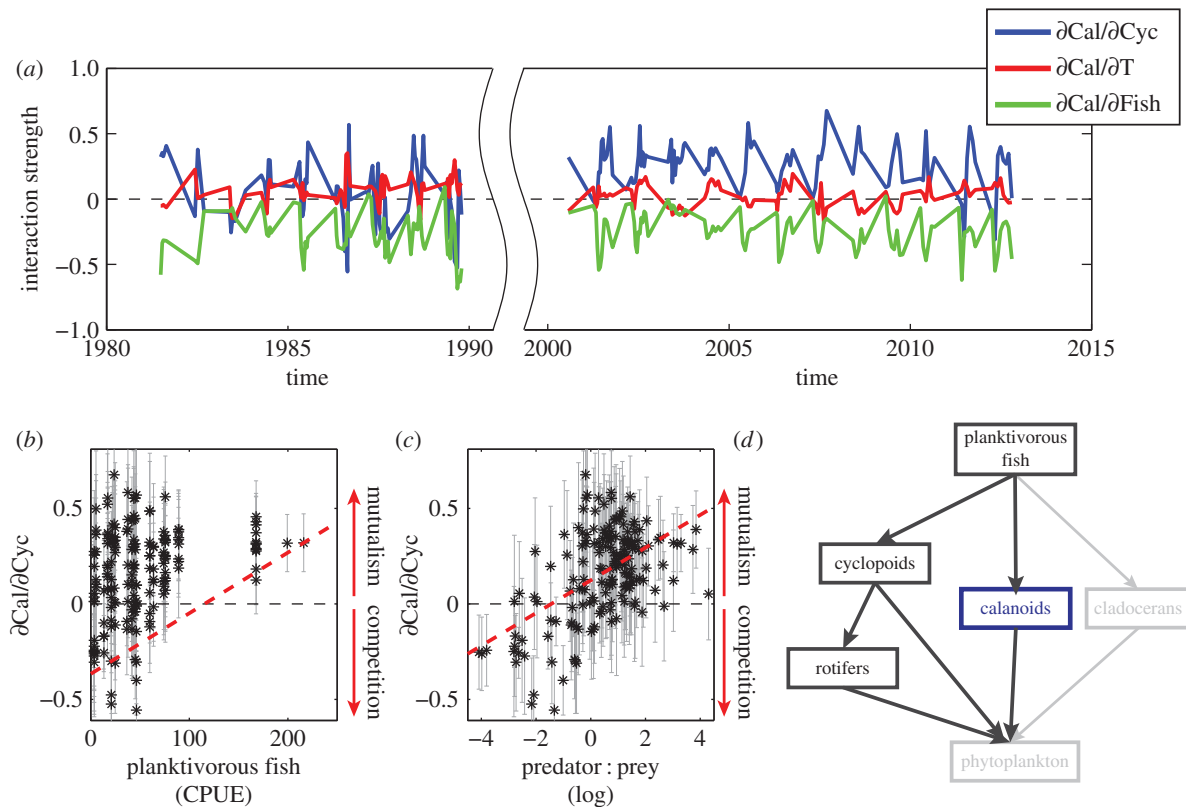 ∂Cal/∂Cyc
∂Cal/∂T
∂Cal/∂Fish
(a)
1.0
0.5
0
−0.5
−1.0
interaction strength
1980
1985
1990
2000
2005
2010
2015
time
time
(b)
0.5
0
−0.5
∂Cal/∂Cyc
0
100
200
planktivorous fish
(CPUE)
mutualism
competition
(c)
0.5
0
−0.5
∂Cal/∂Cyc
−4
−2
0
2
4
predator : prey
(log)
mutualism
competition
(d)
planktivorous
fish
cyclopoids
calanoids
cladocerans
rotifers
phytoplankton